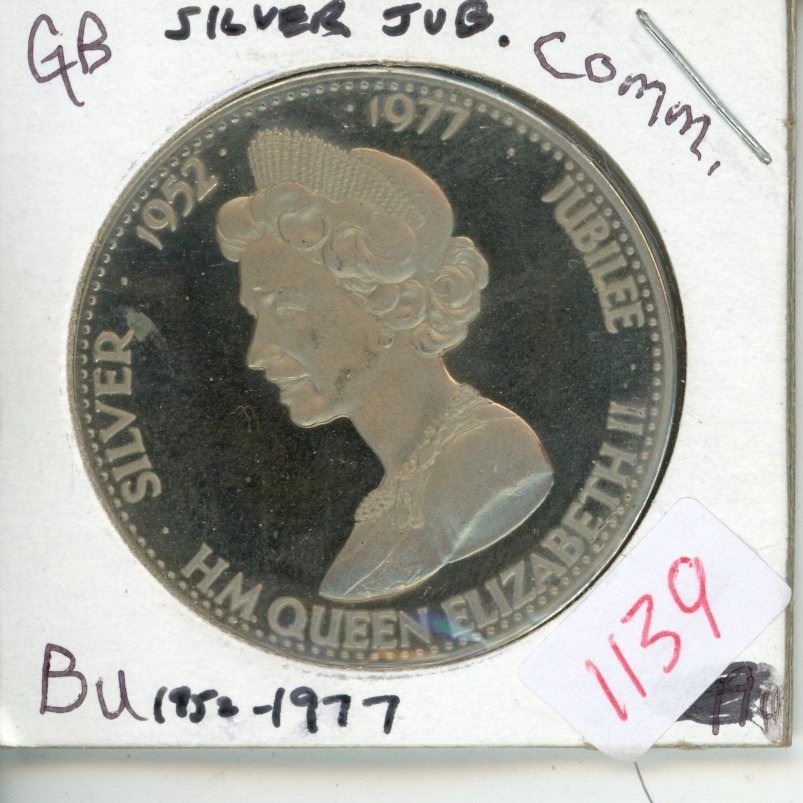 GB SILVER JUB. Comm.
SILVER · 1952 · 1977 · JUBILEE ·
· H.M QUEEN ELIZABETH II
1139
BU 1952-1977